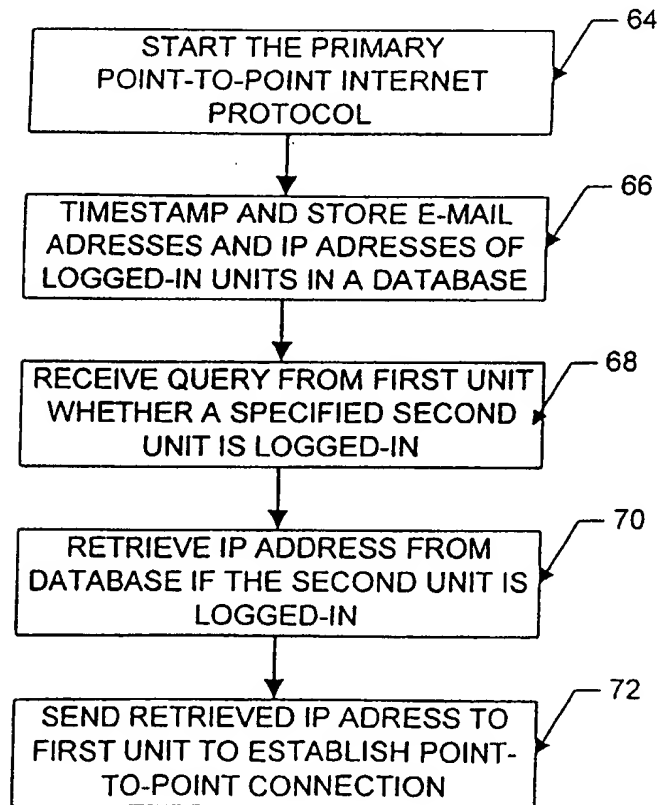 64
START THE PRIMARY
POINT-TO-POINT INTERNET
PROTOCOL
66
TIMESTAMP AND STORE E-MAIL
ADRESSES AND IP ADRESSES OF
LOGGED-IN UNITS IN A DATABASE
68
RECEIVE QUERY FROM FIRST UNIT
WHETHER A SPECIFIED SECOND
UNIT IS LOGGED-IN
70
RETRIEVE IP ADDRESS FROM
DATABASE IF THE SECOND UNIT IS
LOGGED-IN
72
SEND RETRIEVED IP ADRESS TO
FIRST UNIT TO ESTABLISH POINT-
TO-POINT CONNECTION